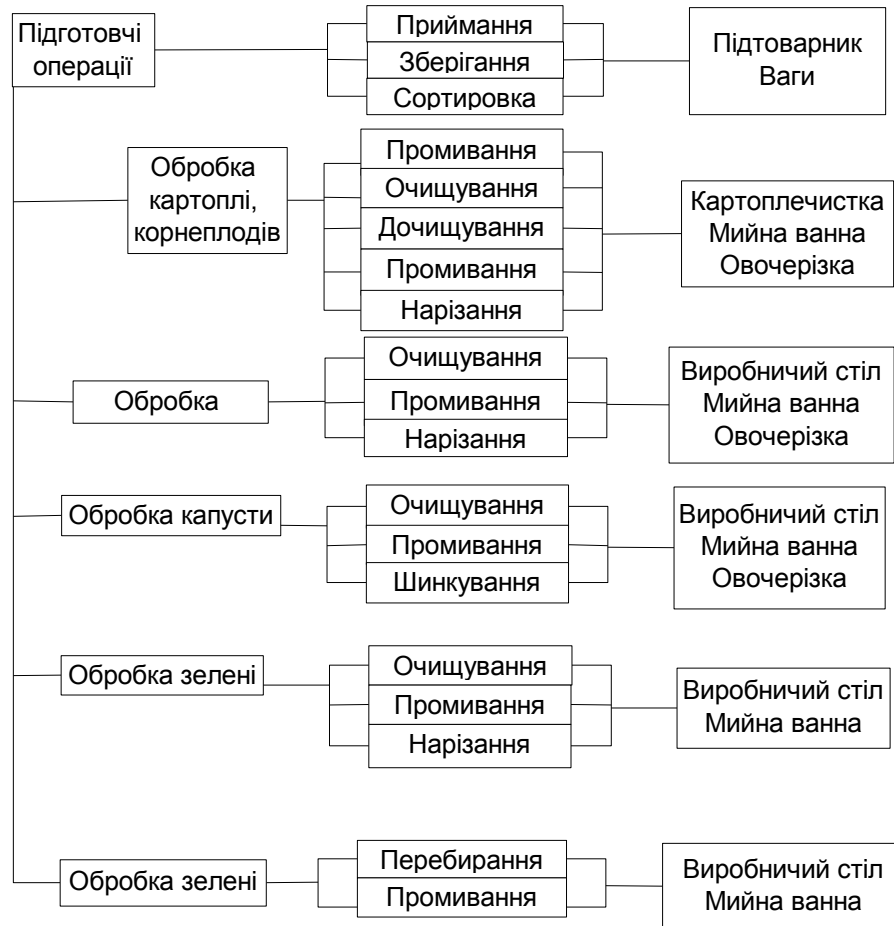 Підготовчі
операції
Приймання
Зберігання
Сортировка
Підтоварник
Ваги
Обробка
картоплі,
корнеплодів
Промивання
Очищування
Дочищування
Промивання
Нарізання
Картоплечистка
Мийна ванна
Овочерізка
Обробка
Очищування
Промивання
Нарізання
Виробничий стіл
Мийна ванна
Овочерізка
Обробка капусти
Очищування
Промивання
Шинкування
Виробничий стіл
Мийна ванна
Овочерізка
Обробка зелені
Очищування
Промивання
Нарізання
Виробничий стіл
Мийна ванна
Обробка зелені
Перебирання
Промивання
Виробничий стіл
Мийна ванна